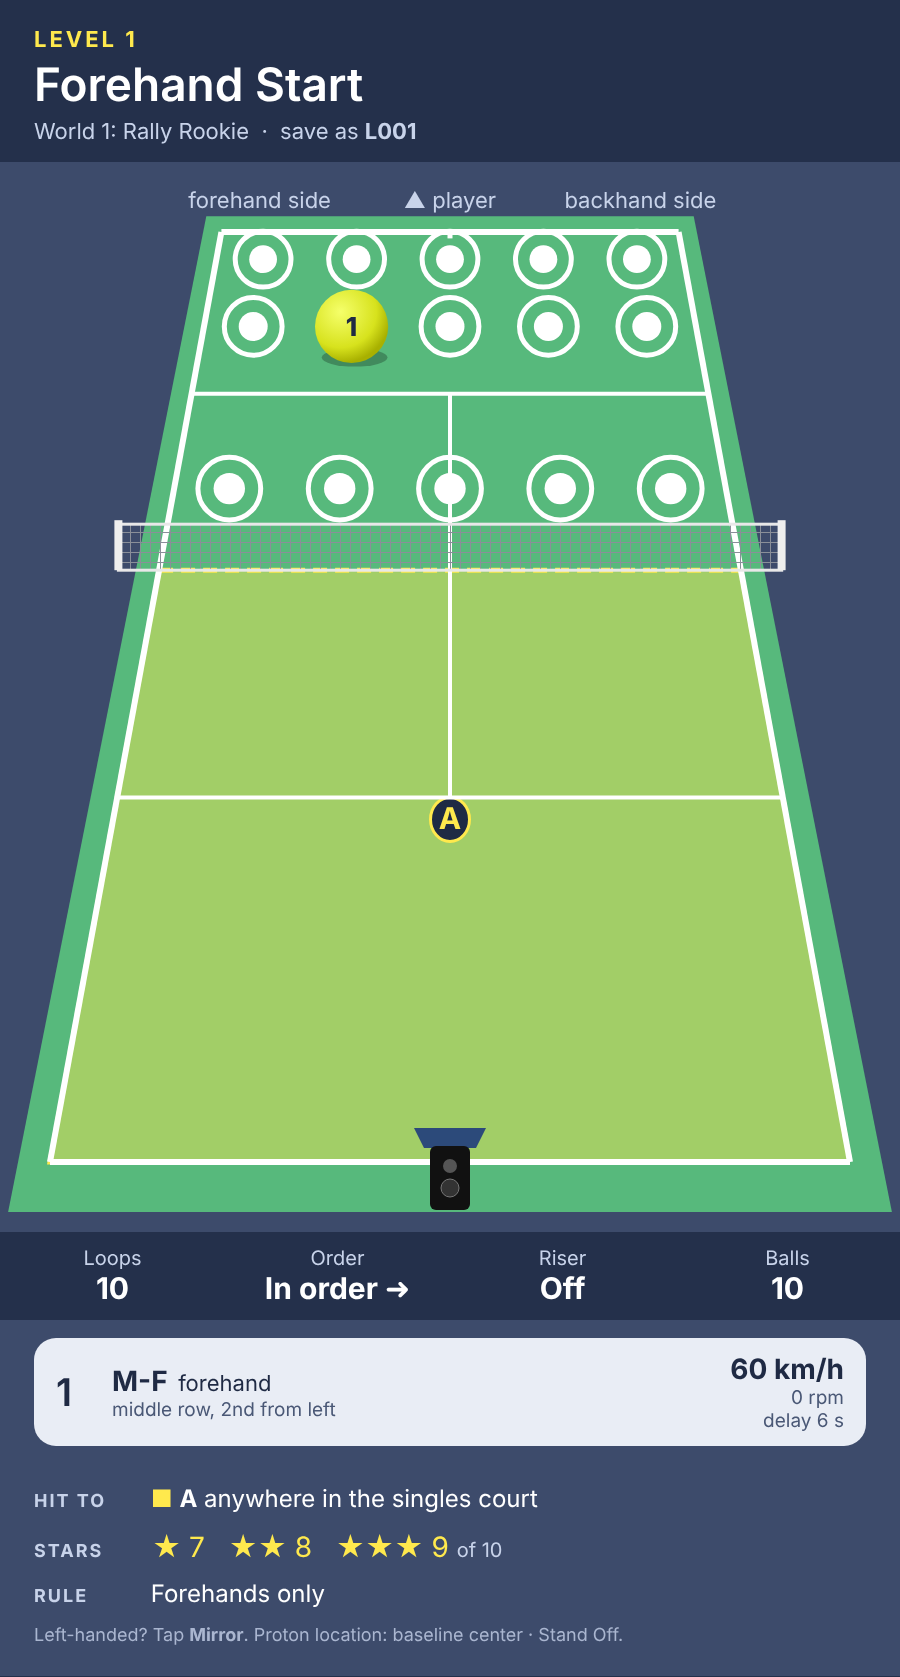 LEVEL 1
Forehand Start
World 1: Rally Rookie · save as L001
forehand side ▲ player backhand side
1
A
Loops Order Riser Balls
10 In order ➜ Off 10
1 M-F forehand 60 km/h
middle row, 2nd from left 0 rpm
delay 6 s
HIT TO ■ A anywhere in the singles court
STARS ★ 7 ★★ 8 ★★★ 9 of 10
RULE Forehands only
Left-handed? Tap Mirror. Proton location: baseline center · Stand Off.